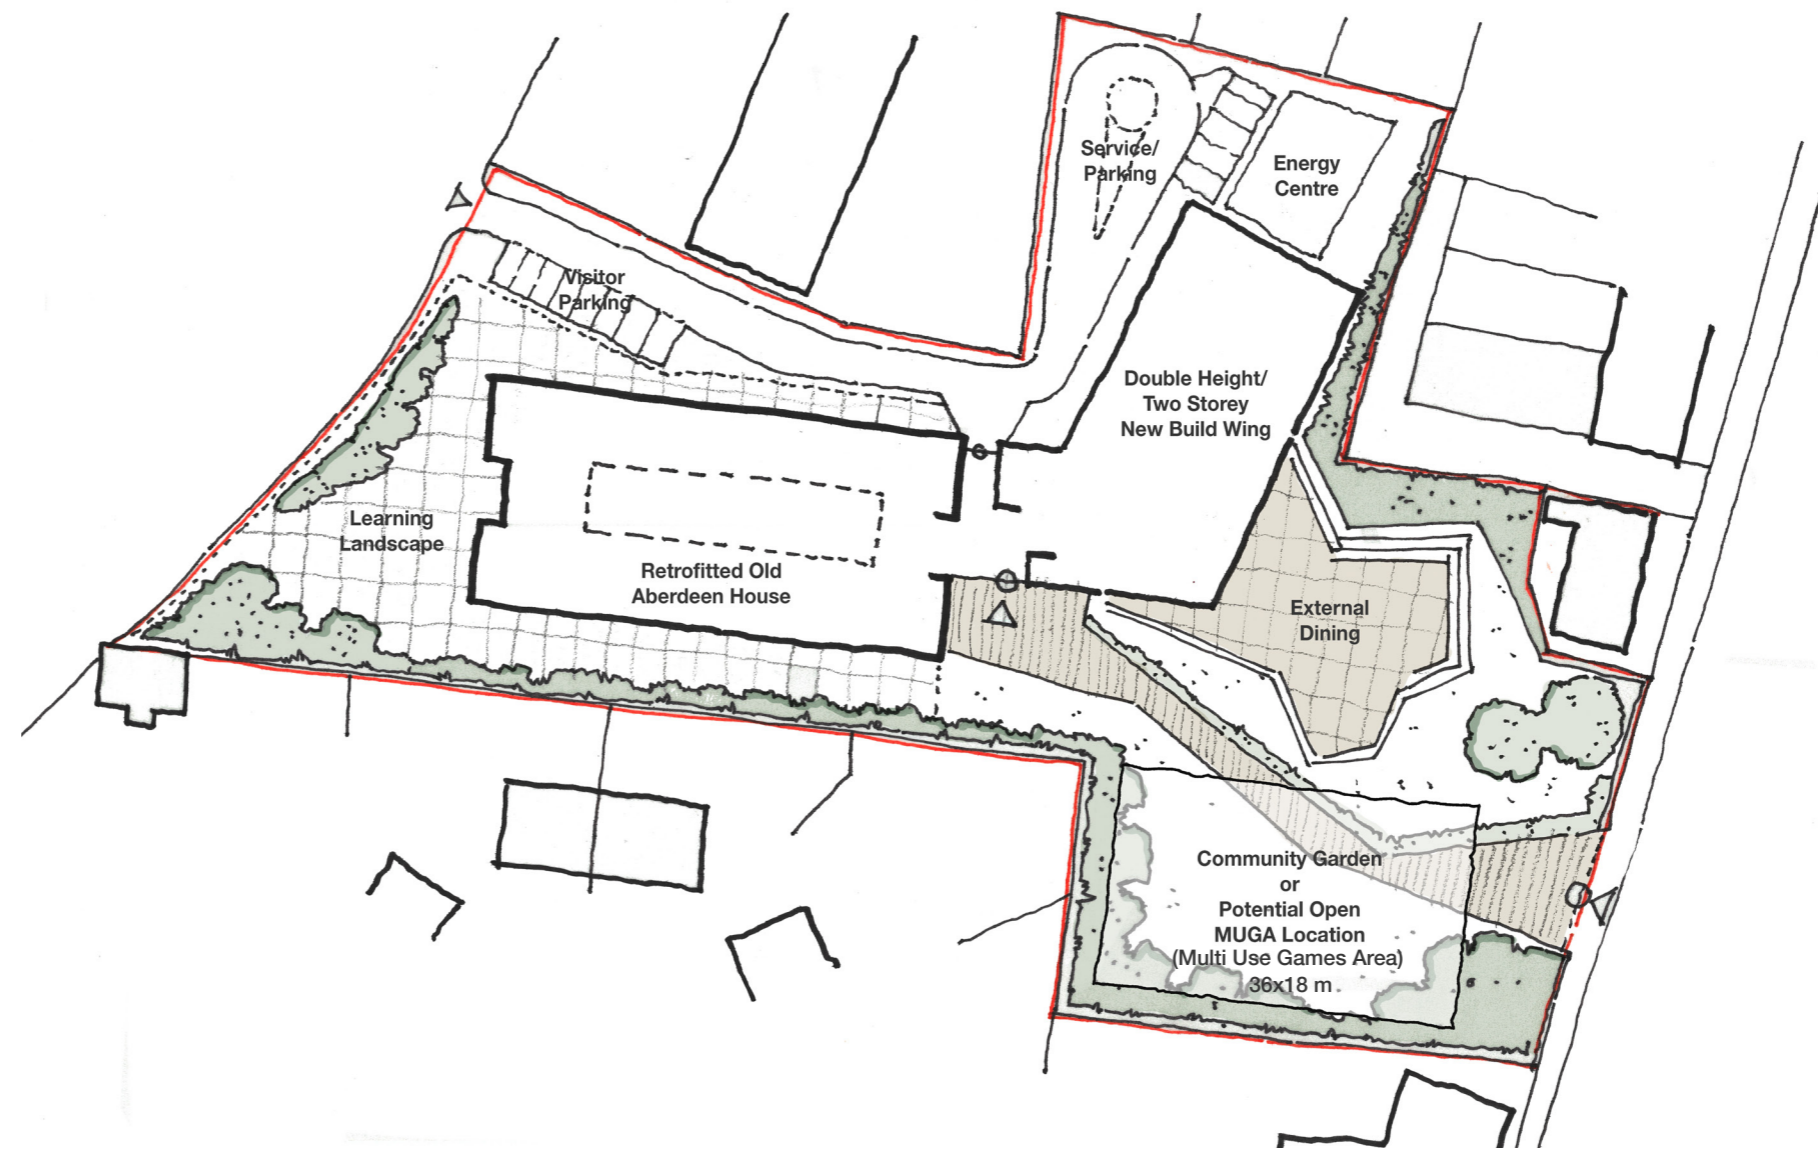 Service/
Parking
Energy
Centre
Visitor
Parking
Double Height/
Two Storey
New Build Wing
Learning
Landscape
Retrofitted Old
Aberdeen House
External
Dining
Community Garden
or
Potential Open
MUGA Location
(Multi Use Games Area)
36x18 m